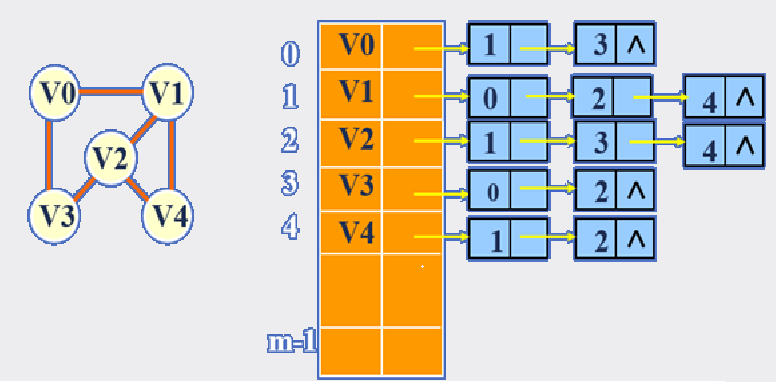 V0 V1
V2
V3 V4
0 V0 1 3 ∧
1 V1 0 2 4 ∧
2 V2 1 3 4 ∧
3 V3 0 2 ∧
4 V4 1 2 ∧
m-1